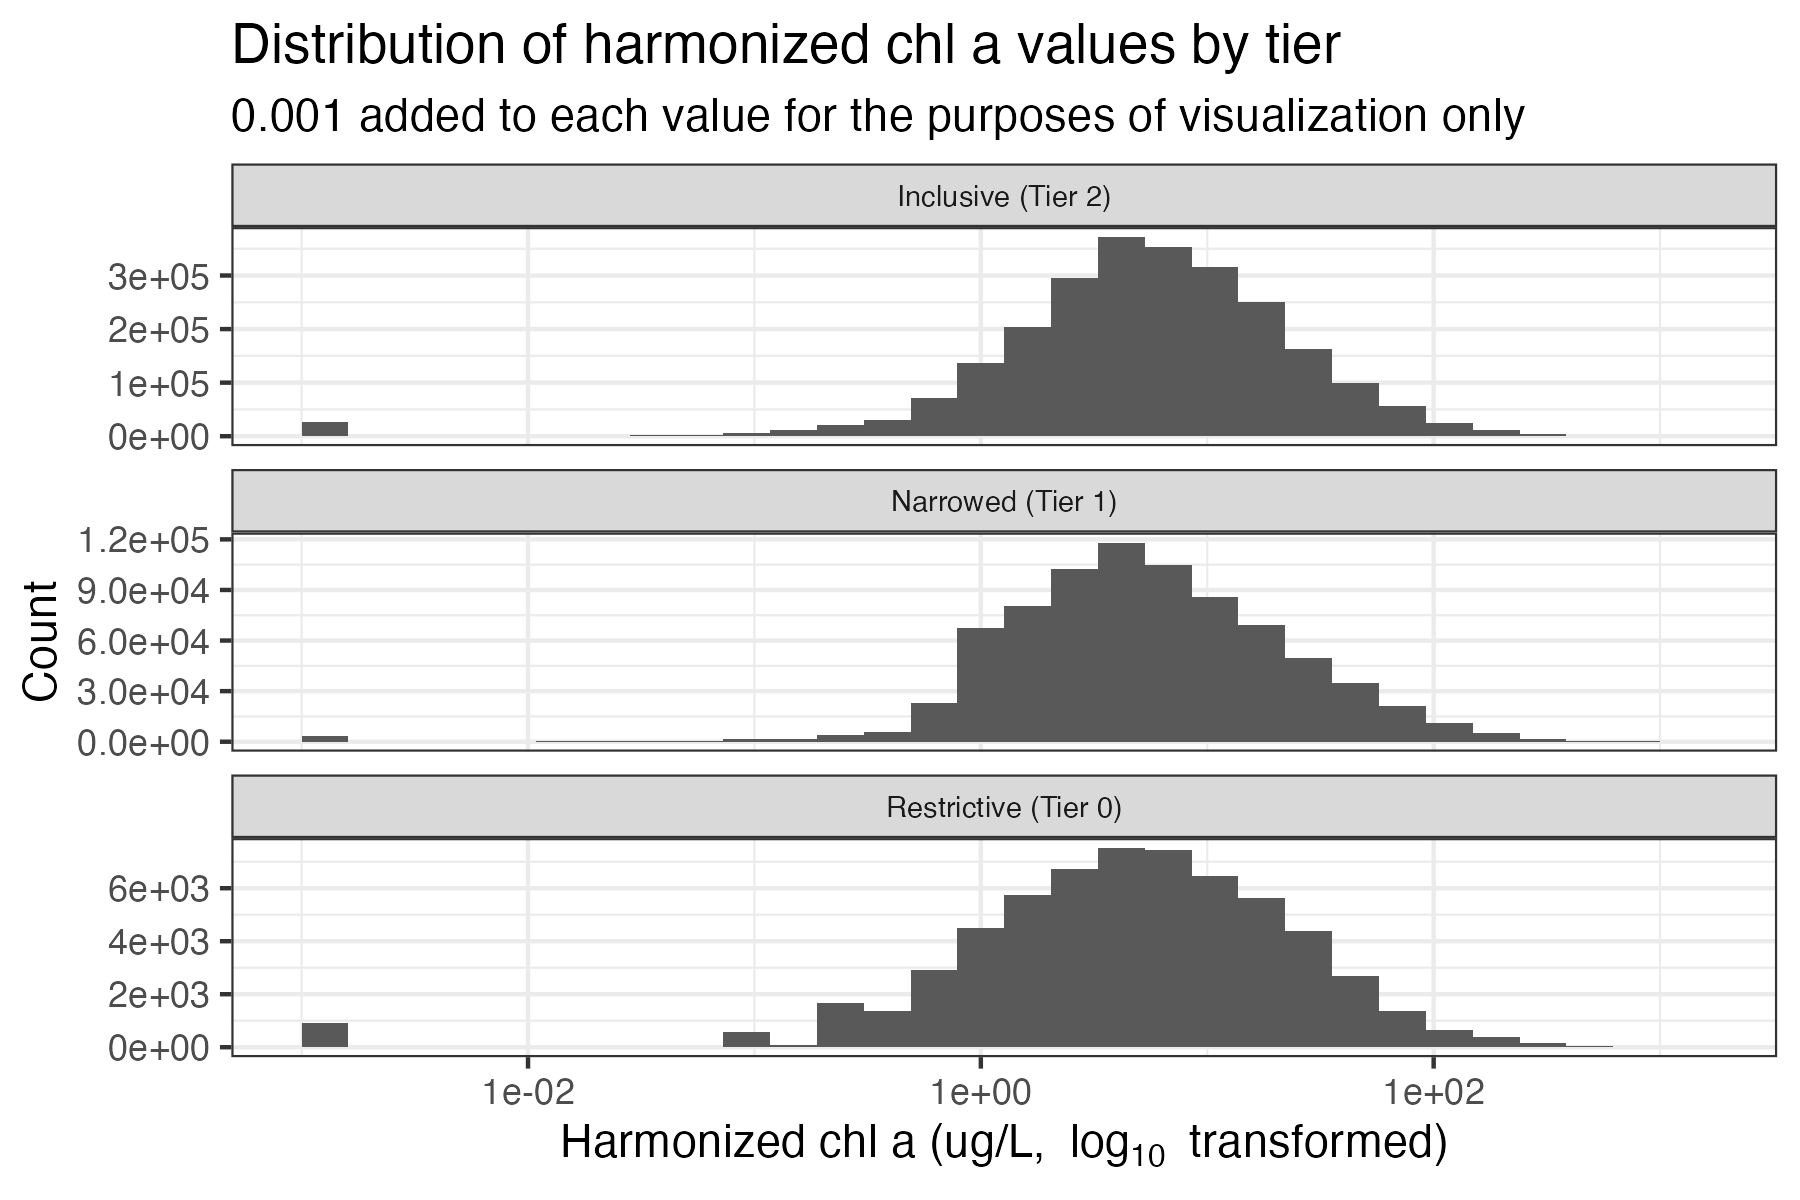 Distribution of harmonized chl a values by tier
0.001 added to each value for the purposes of visualization only
Inclusive (Tier 2)
3e+05
2e+05
1e+05
0e+00
Narrowed (Tier 1)
1.2e+05
9.0e+04
6.0e+04
3.0e+04
0.0e+00
Count
Restrictive (Tier 0)
6e+03
4e+03
2e+03
0e+00
1e-02 1e+00 1e+02
Harmonized chl a (ug/L, log10 transformed)